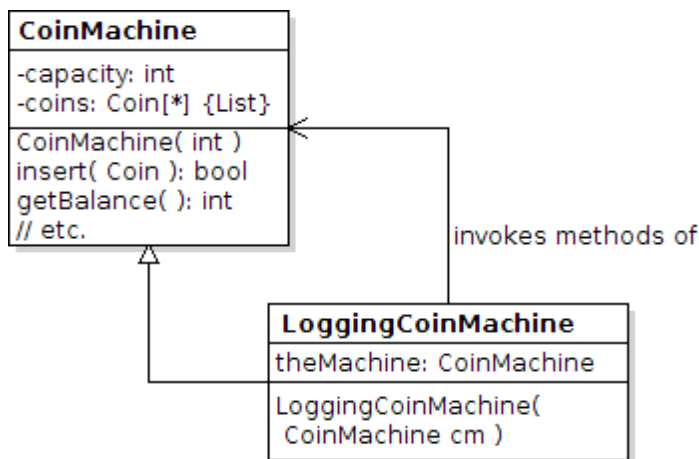 CoinMachine
-capacity: int
-coins: Coin[*] {List}
CoinMachine( int )
insert( Coin ): bool
getBalance( ): int
// etc.
invokes methods of
LoggingCoinMachine
theMachine: CoinMachine
LoggingCoinMachine(
CoinMachine cm )